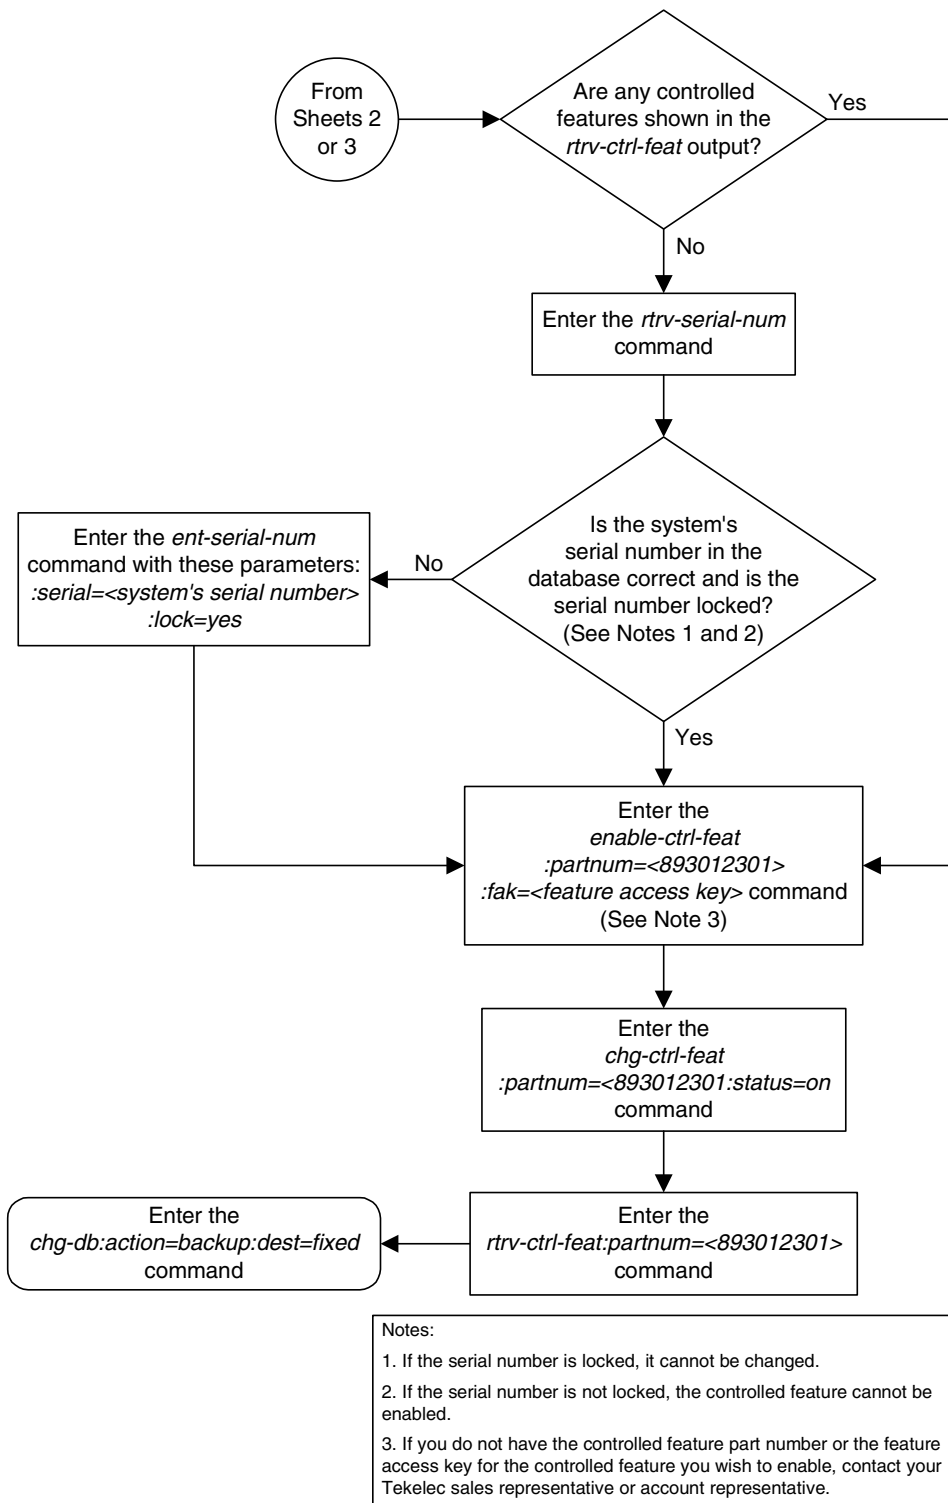 From
Sheets 2
or 3
Are any controlled
features shown in the
rtrv-ctrl-feat output?
Yes
No
Enter the rtrv-serial-num
command
Is the system's
serial number in the
database correct and is the
serial number locked?
(See Notes 1 and 2)
No
Enter the ent-serial-num
command with these parameters:
:serial=<system's serial number>
:lock=yes
Yes
Enter the
enable-ctrl-feat
:partnum=<893012301>
:fak=<feature access key> command
(See Note 3)
Enter the
chg-ctrl-feat
:partnum=<893012301:status=on
command
Enter the
rtrv-ctrl-feat:partnum=<893012301>
command
Enter the
chg-db:action=backup:dest=fixed
command
Notes:
1. If the serial number is locked, it cannot be changed.
2. If the serial number is not locked, the controlled feature cannot be
enabled.
3. If you do not have the controlled feature part number or the feature
access key for the controlled feature you wish to enable, contact your
Tekelec sales representative or account representative.